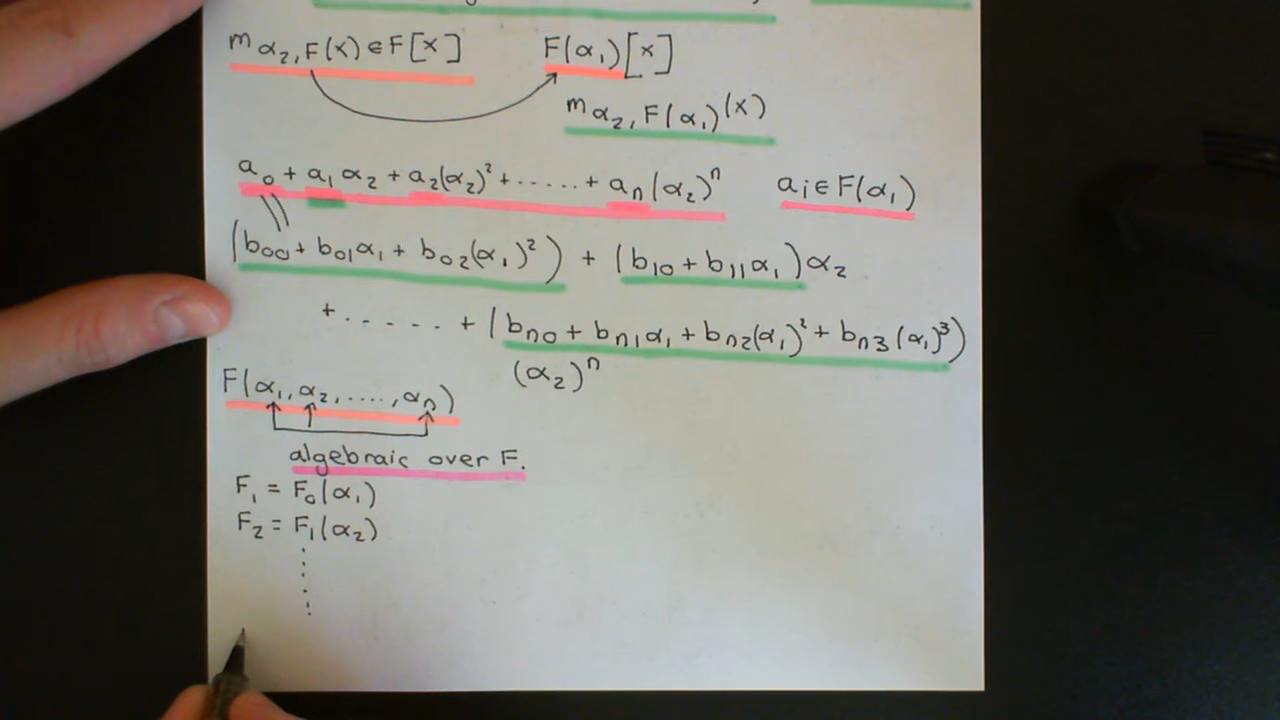 m α₂,F(x) ∈ F[x] F(α₁)[x]
m α₂,F(α₁)(x)
a₀ + a₁α₂ + a₂(α₂)² + ...... + aₙ(α₂)ⁿ aᵢ ∈ F(α₁)
(b₀₀ + b₀₁α₁ + b₀₂(α₁)²) + (b₁₀ + b₁₁α₁)α₂
+ ...... + (bₙ₀ + bₙ₁α₁ + bₙ₂(α₁)² + bₙ₃(α₁)³)
(α₂)ⁿ
F(α₁, α₂, ...., αₙ)
algebraic over F.
F₁ = F₀(α₁)
F₂ = F₁(α₂)